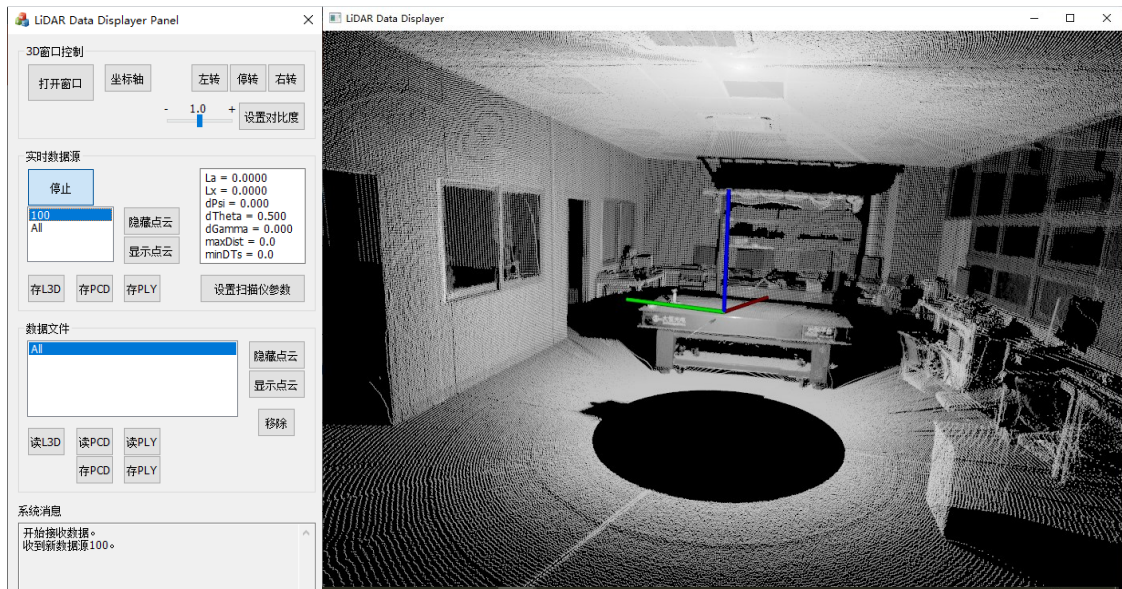 LiDAR Data Displayer Panel
3D窗口控制
打开窗口
坐标轴
左转
停转
右转
- 1.0 +
设置对比度
实时数据源
停止
100
All
隐藏点云
显示点云
La = 0.0000
Lx = 0.0000
dPsi = 0.000
dTheta = 0.500
dGamma = 0.000
maxDist = 0.0
minDTs = 0.0
存L3D
存PCD
存PLY
设置扫描仪参数
数据文件
All
隐藏点云
显示点云
移除
读L3D
读PCD
读PLY
存PCD
存PLY
系统消息
开始接收数据。
收到新数据源100。
LiDAR Data Displayer